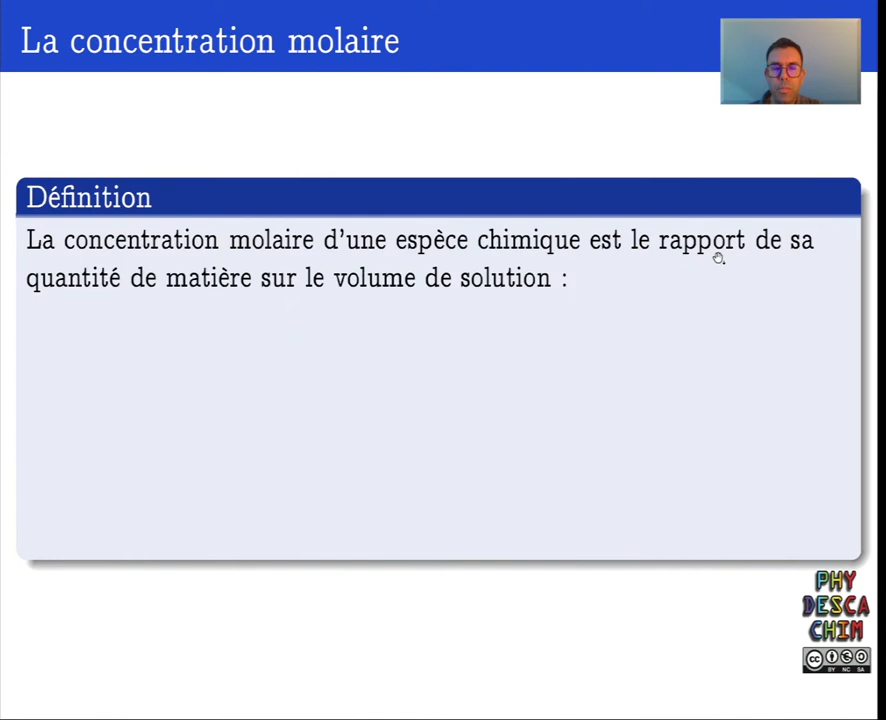 La concentration molaire
Définition
La concentration molaire d'une espèce chimique est le rapport de sa
quantité de matière sur le volume de solution :
PHY
DESCA
CHIM
CC
BY NC SA